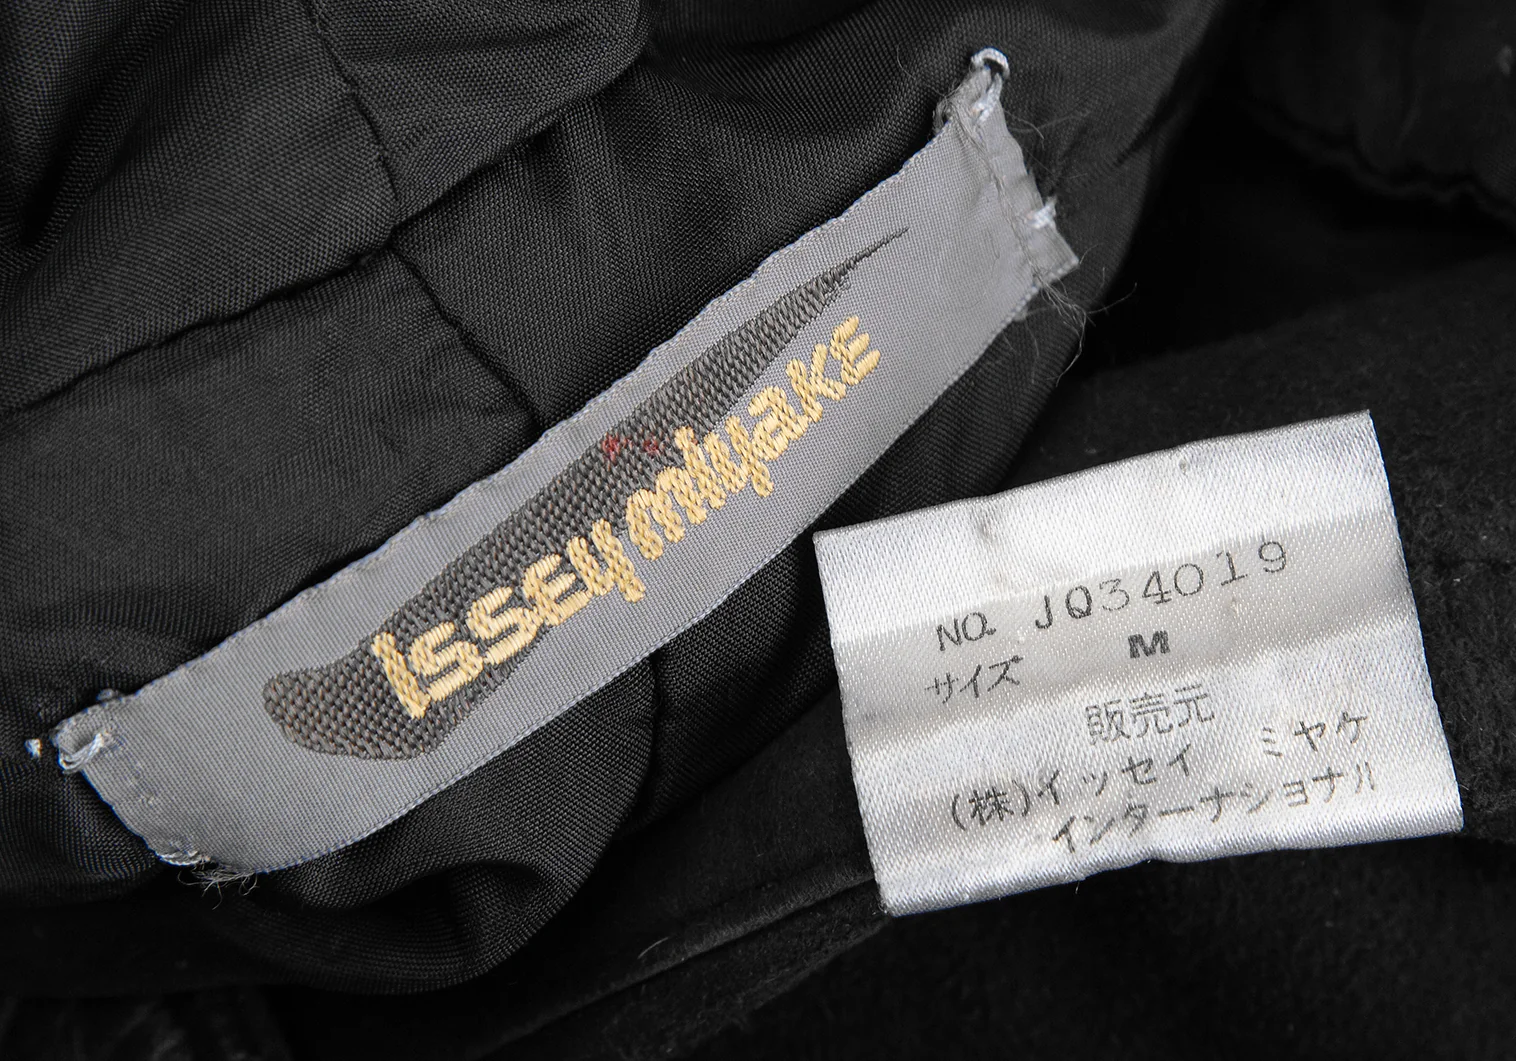 ISSEY mIyaKE
NO. JQ34019
サイズ M
販売元
(株)イッセイ ミヤケ
インターナショナル